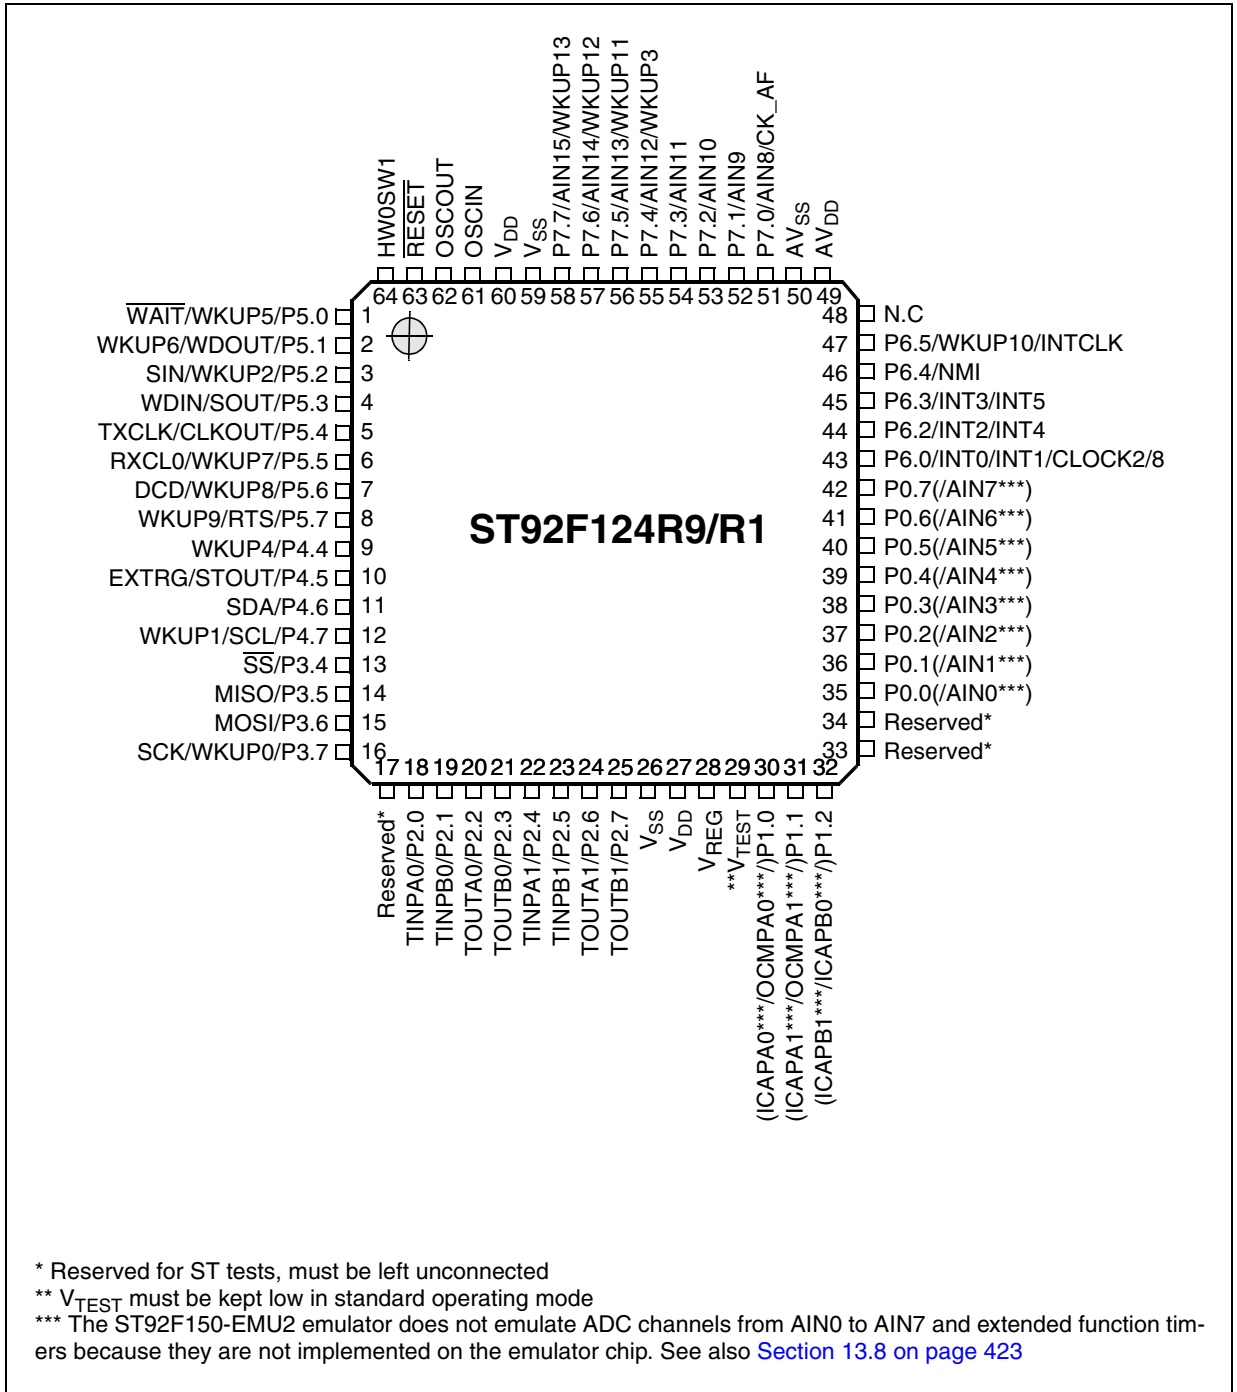 HW0SW1
RESET
OSCOUT
OSCIN
VDD
VSS
P7.7/AIN15/WKUP13
P7.6/AIN14/WKUP12
P7.5/AIN13/WKUP11
P7.4/AIN12/WKUP3
P7.3/AIN11
P7.2/AIN10
P7.1/AIN9
P7.0/AIN8/CK_AF
AVSS
AVDD
64 63 62 61 60 59 58 57 56 55 54 53 52 51 50 49
WAIT/WKUP5/P5.0 1
WKUP6/WDOUT/P5.1 2
SIN/WKUP2/P5.2 3
WDIN/SOUT/P5.3 4
TXCLK/CLKOUT/P5.4 5
RXCL0/WKUP7/P5.5 6
DCD/WKUP8/P5.6 7
WKUP9/RTS/P5.7 8
WKUP4/P4.4 9
EXTRG/STOUT/P4.5 10
SDA/P4.6 11
WKUP1/SCL/P4.7 12
SS/P3.4 13
MISO/P3.5 14
MOSI/P3.6 15
SCK/WKUP0/P3.7 16
ST92F124R9/R1
48 N.C
47 P6.5/WKUP10/INTCLK
46 P6.4/NMI
45 P6.3/INT3/INT5
44 P6.2/INT2/INT4
43 P6.0/INT0/INT1/CLOCK2/8
42 P0.7(/AIN7***)
41 P0.6(/AIN6***)
40 P0.5(/AIN5***)
39 P0.4(/AIN4***)
38 P0.3(/AIN3***)
37 P0.2(/AIN2***)
36 P0.1(/AIN1***)
35 P0.0(/AIN0***)
34 Reserved*
33 Reserved*
17 18 19 20 21 22 23 24 25 26 27 28 29 30 31 32
Reserved*
TINPA0/P2.0
TINPB0/P2.1
TOUTA0/P2.2
TOUTB0/P2.3
TINPA1/P2.4
TINPB1/P2.5
TOUTA1/P2.6
TOUTB1/P2.7
VSS
VDD
VREG
**VTEST
(ICAPA0***/OCMPA0***/)P1.0
(ICAPA1***/OCMPA1***/)P1.1
(ICAPB1***/ICAPB0***/)P1.2
* Reserved for ST tests, must be left unconnected
** VTEST must be kept low in standard operating mode
*** The ST92F150-EMU2 emulator does not emulate ADC channels from AIN0 to AIN7 and extended function tim-
ers because they are not implemented on the emulator chip. See also Section 13.8 on page 423